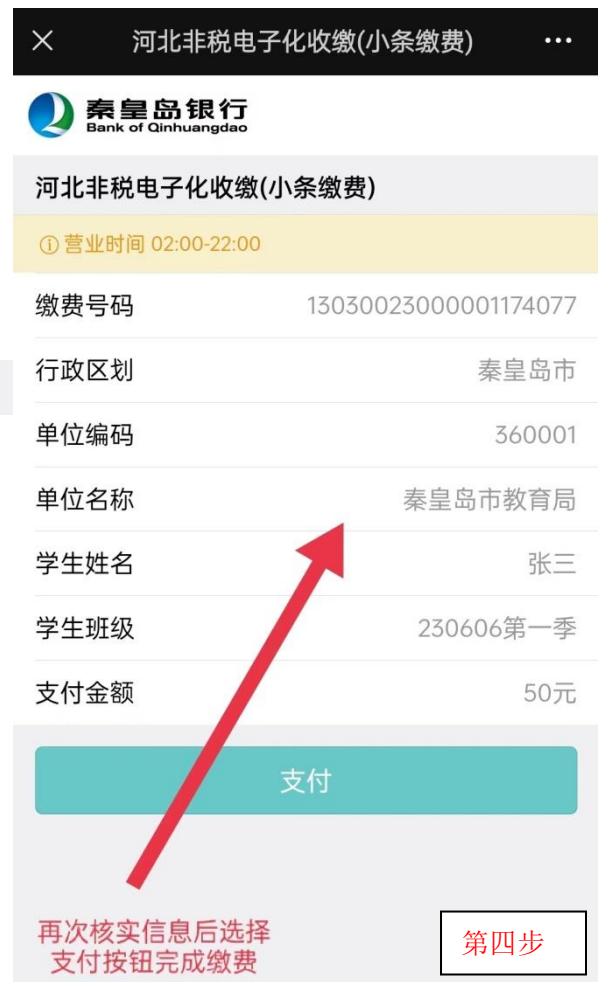 河北非税电子化收缴(小条缴费)
秦皇岛银行
Bank of Qinhuangdao
河北非税电子化收缴(小条缴费)
营业时间 02:00-22:00
缴费号码 13030023000001174077
行政区划 秦皇岛市
单位编码 360001
单位名称 秦皇岛市教育局
学生姓名 张三
学生班级 230606第一季
支付金额 50元
支付
再次核实信息后选择
支付按钮完成缴费
第四步